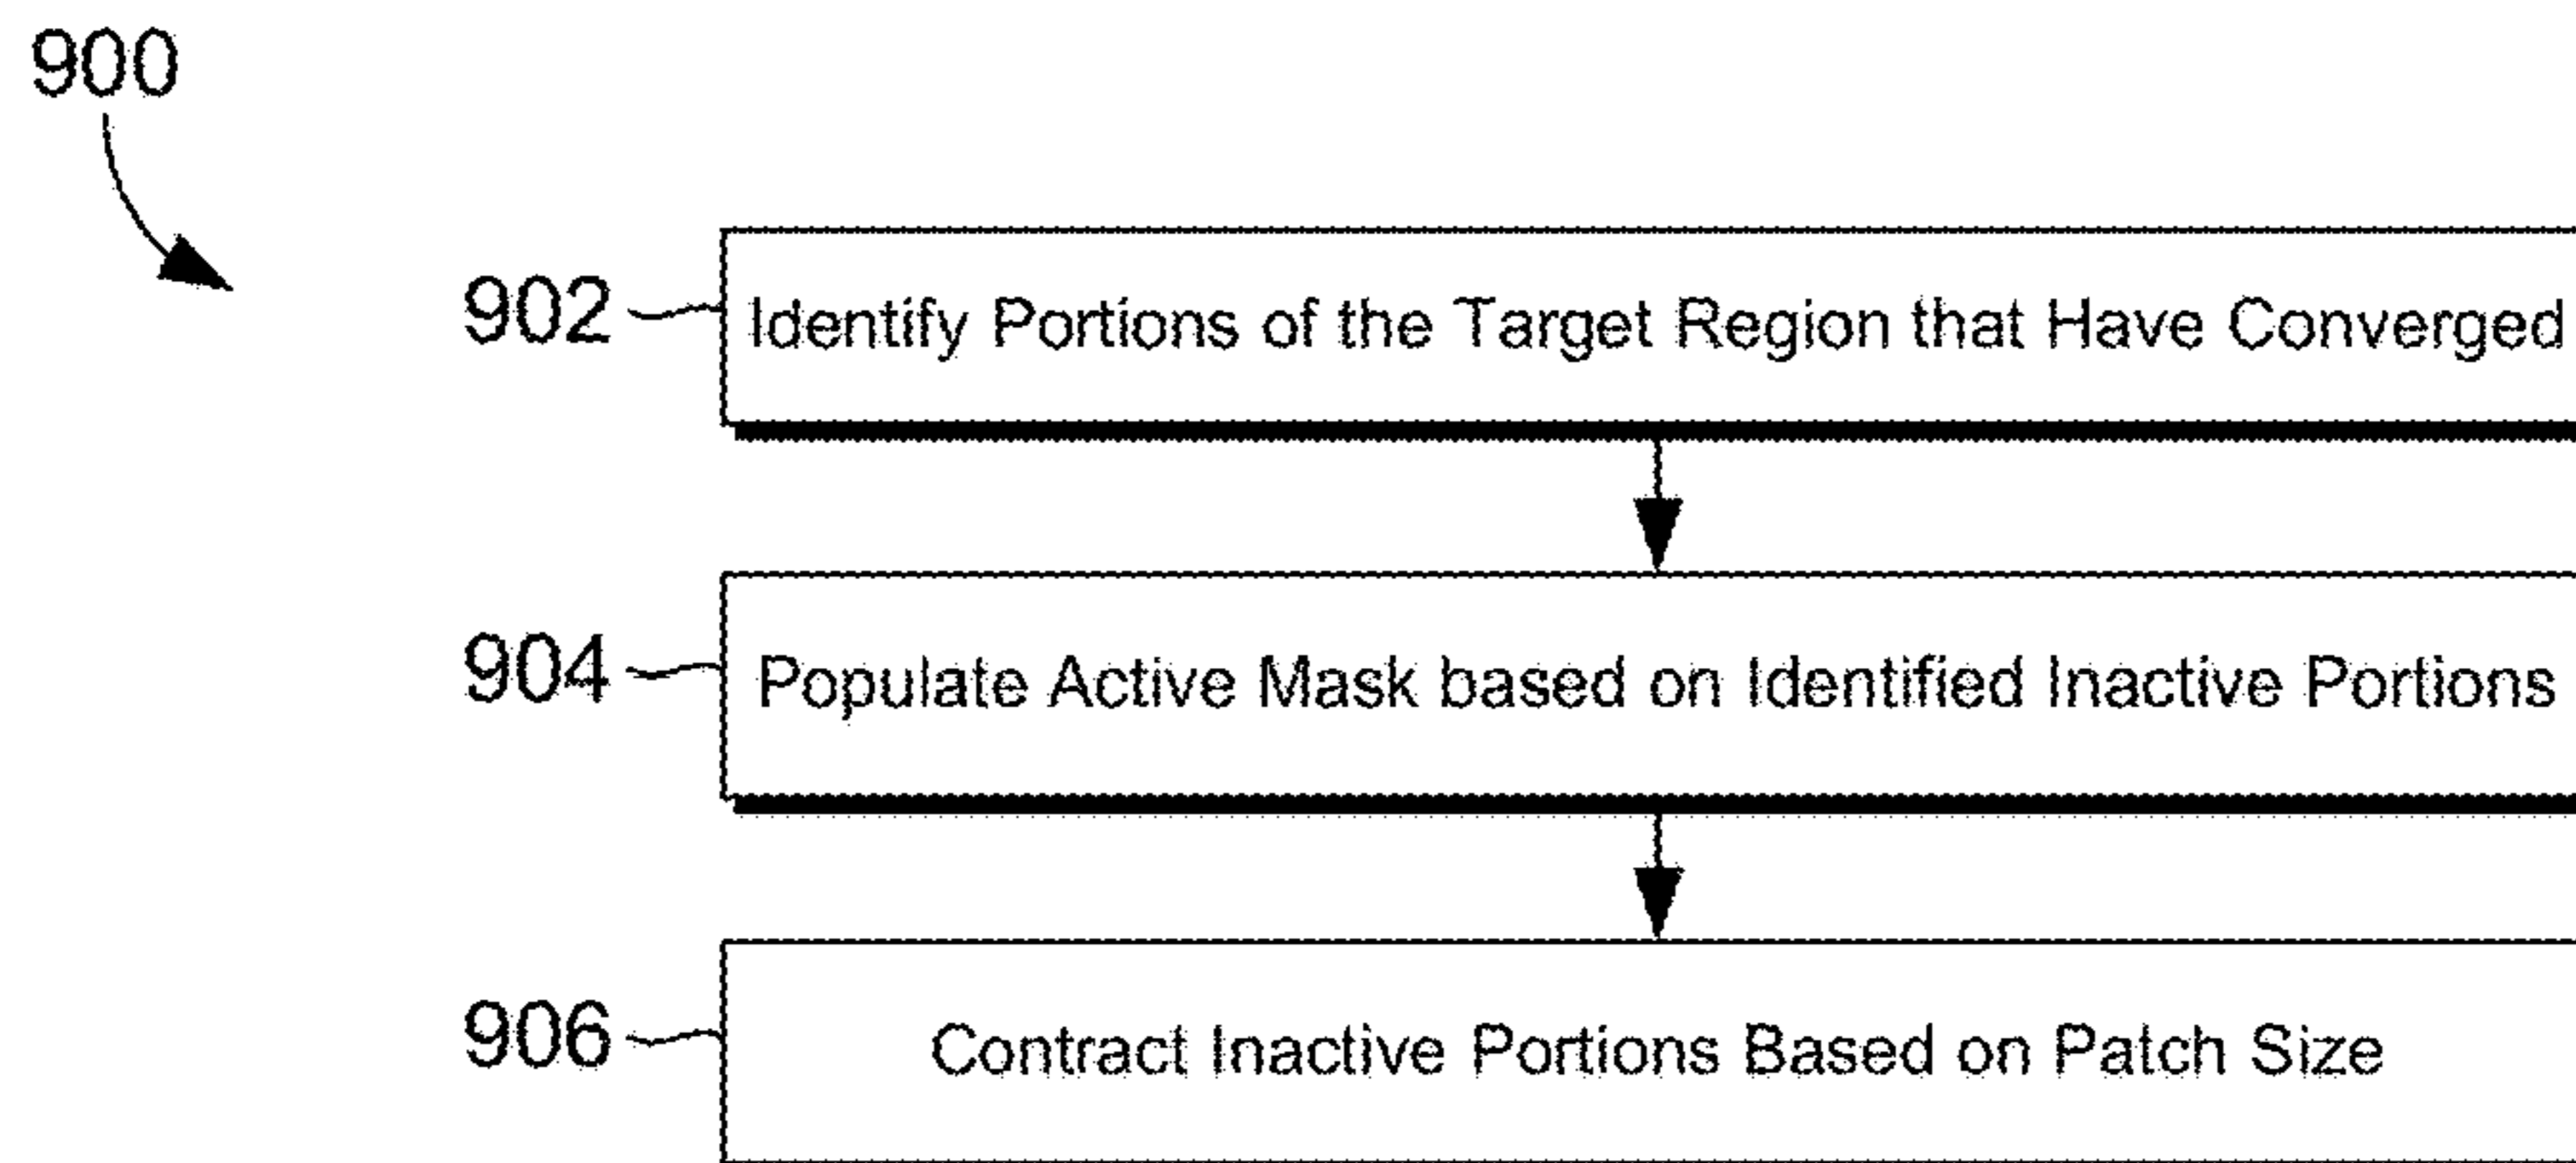 900
902 Identify Portions of the Target Region that Have Converged
904 Populate Active Mask based on Identified Inactive Portions
906 Contract Inactive Portions Based on Patch Size